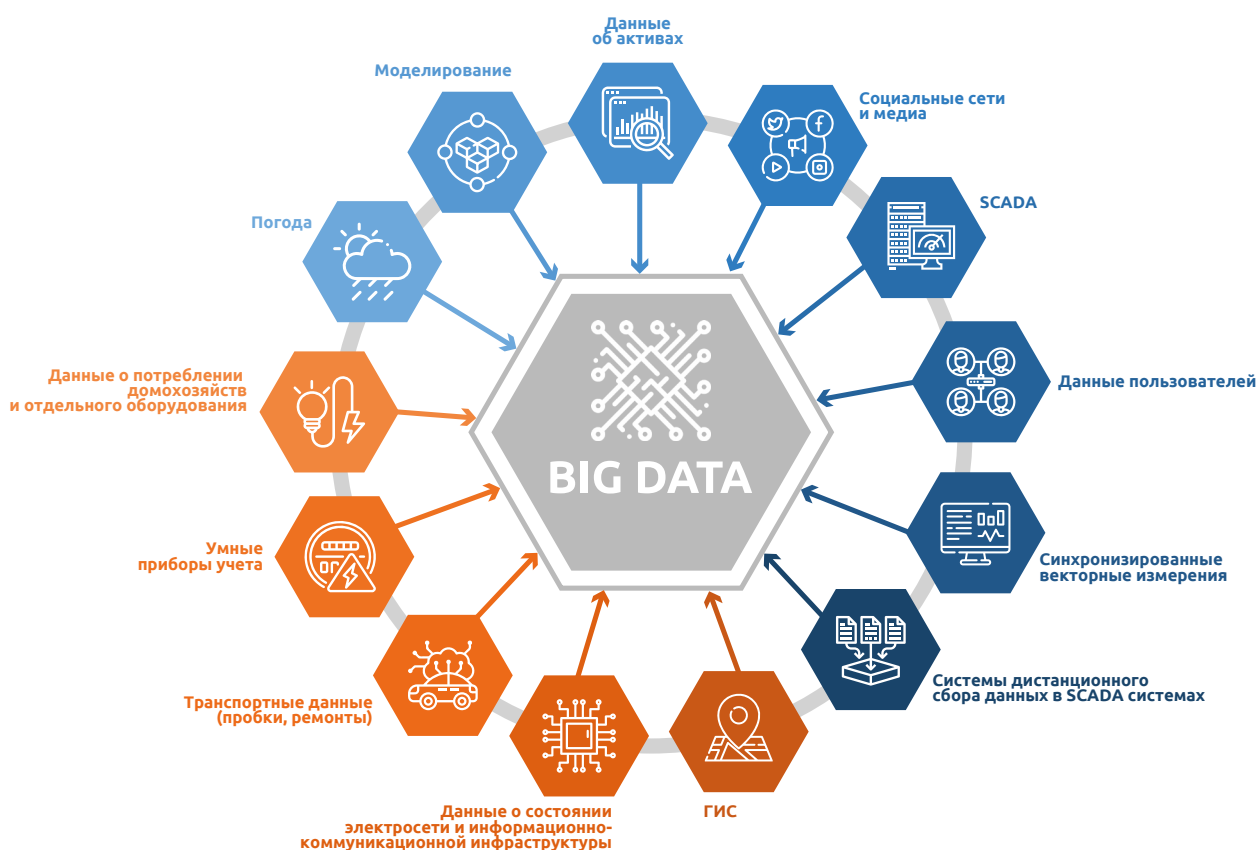 Данные
об активах
Моделирование
Социальные сети
и медиа
SCADA
Погода
Данные о потреблении
домохозяйств
и отдельного оборудования
Данные пользователей
BIG DATA
Умные
приборы учета
Синхронизированные
векторные измерения
Системы дистанционного
сбора данных в SCADA системах
Транспортные данные
(пробки, ремонты)
ГИС
Данные о состоянии
электросети и информационно-
коммуникационной инфраструктуры